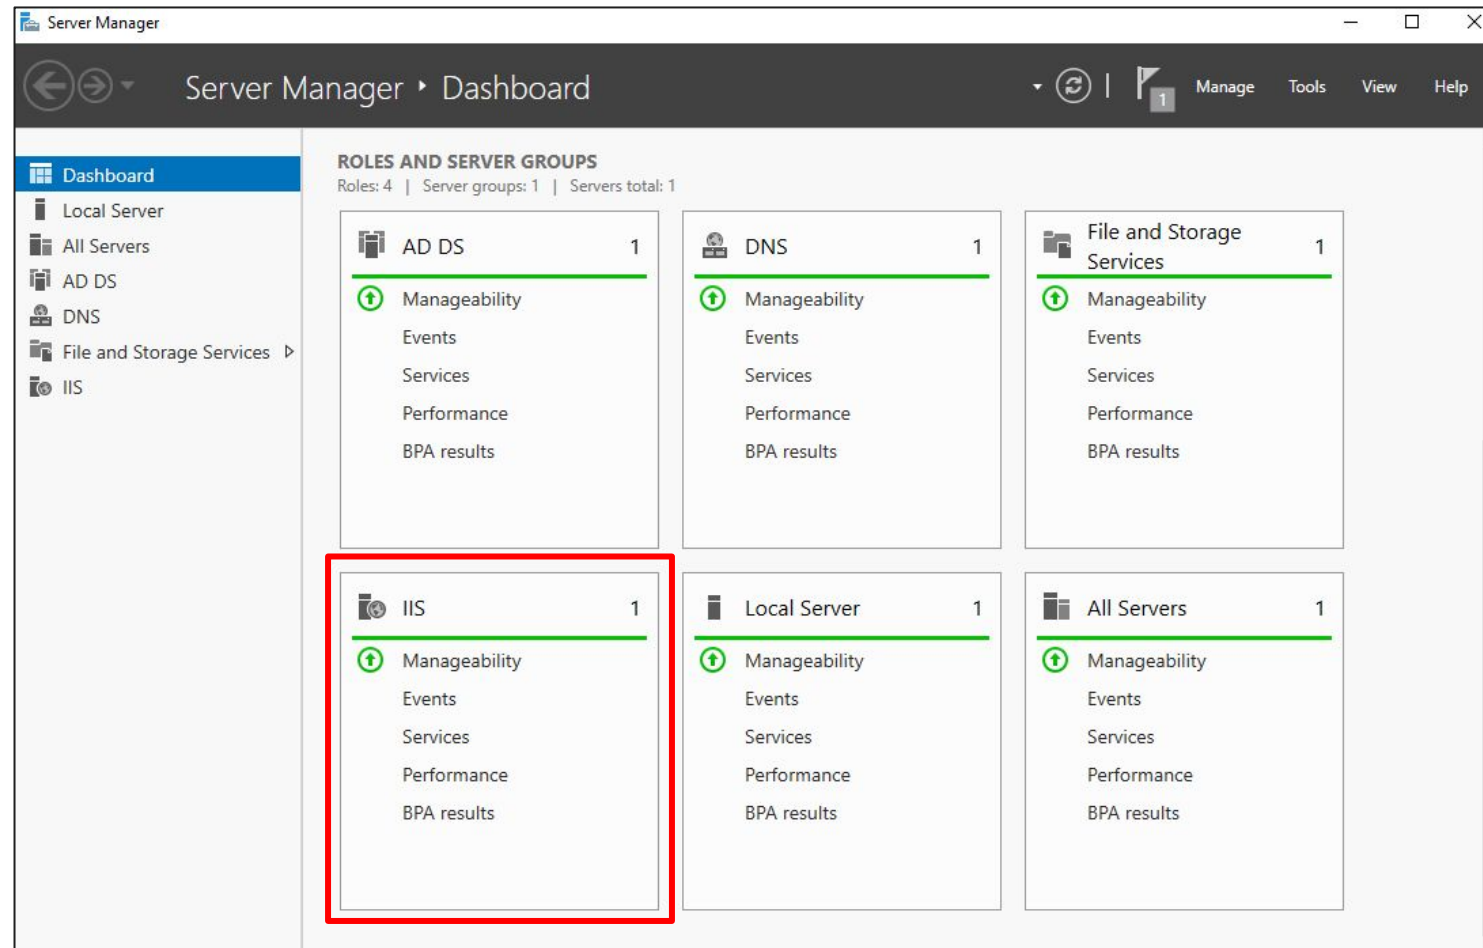 Server Manager
Server Manager ‣ Dashboard
1
Manage
Tools
View
Help
Dashboard
Local Server
All Servers
AD DS
DNS
File and Storage Services
IIS
ROLES AND SERVER GROUPS
Roles: 4 | Server groups: 1 | Servers total: 1
AD DS 1
Manageability
Events
Services
Performance
BPA results
DNS 1
Manageability
Events
Services
Performance
BPA results
File and Storage
Services 1
Manageability
Events
Services
Performance
BPA results
IIS 1
Manageability
Events
Services
Performance
BPA results
Local Server 1
Manageability
Events
Services
Performance
BPA results
All Servers 1
Manageability
Events
Services
Performance
BPA results